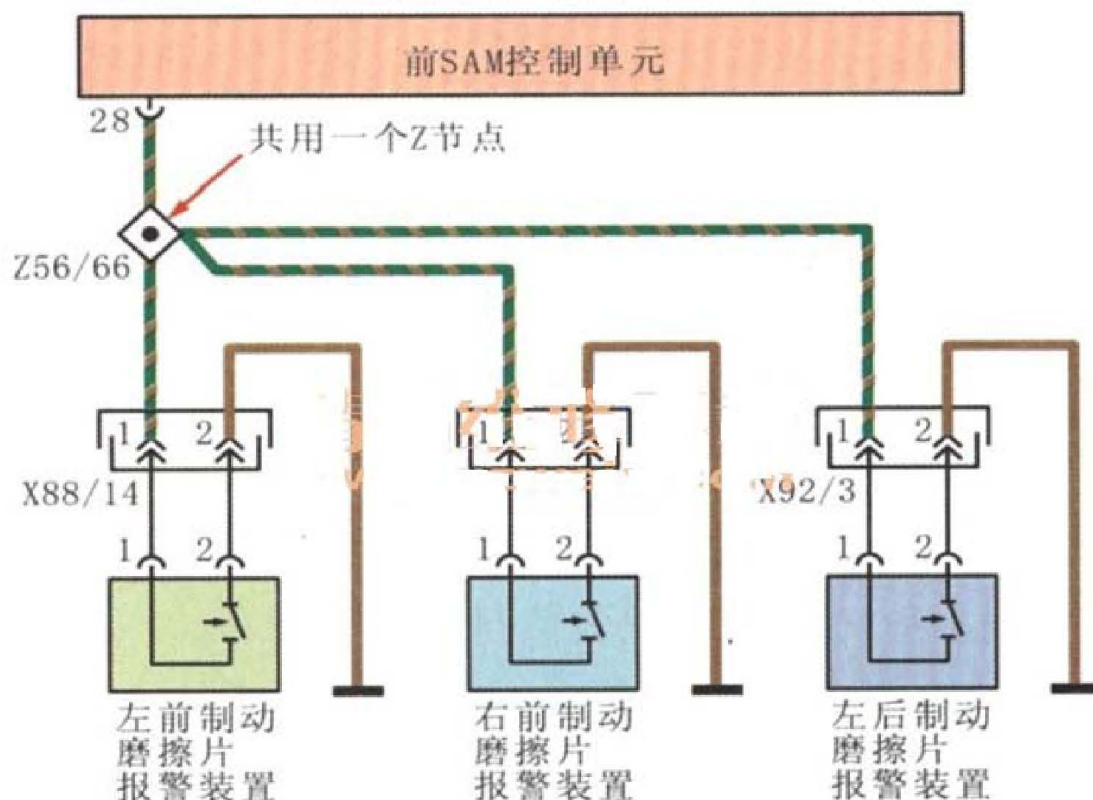 前SAM控制单元
28
共用一个Z节点
Z56/66
1 2
1
1 2
X88/14
X92/3
1 2
1 2
1 2
左前制动
磨擦片
报警装置
右前制动
磨擦片
报警装置
左后制动
磨擦片
报警装置